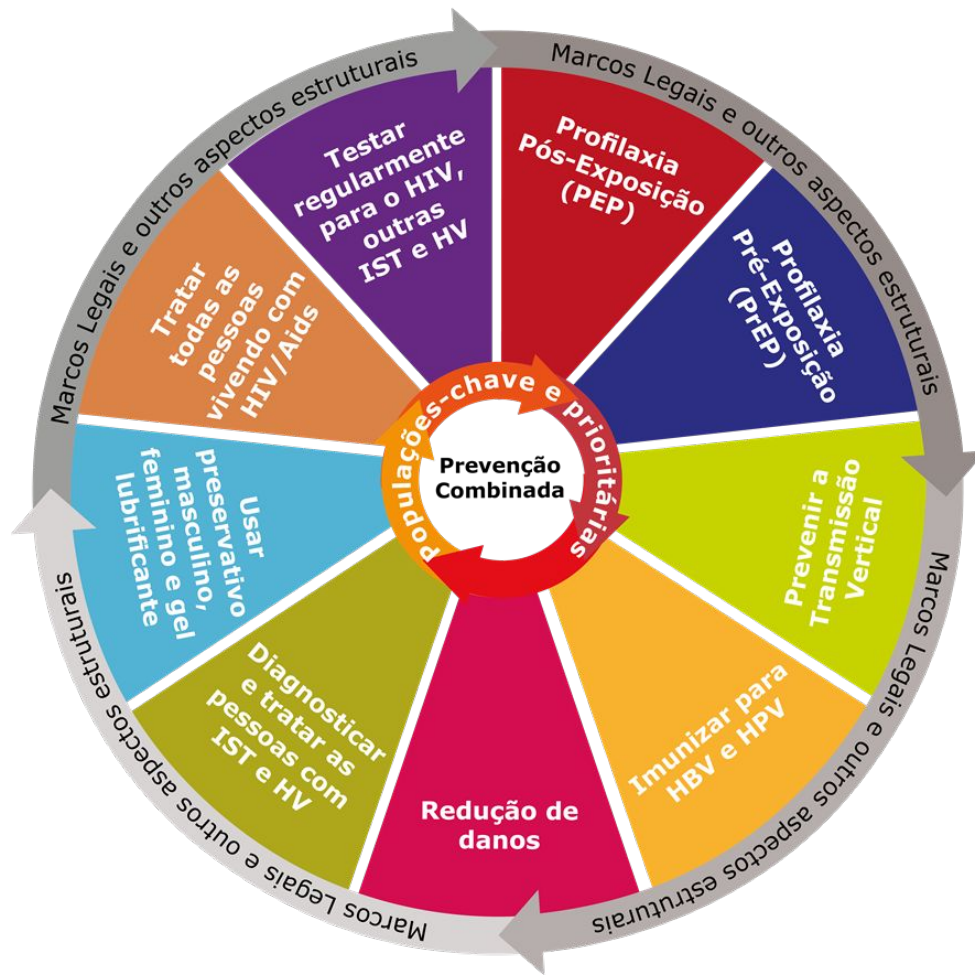 Marcos Legais e outros aspectos estruturais
Marcos Legais e outros aspectos estruturais
Testar
regularmente
para o HIV,
outras
IST e HV
Profilaxia
Pós-Exposição
(PEP)
Profilaxia
Pré-Exposição
(PrEP)
Tratar
todas as
pessoas
vivendo com
HIV/Aids
Populações-chave e prioritárias
Prevenção
Combinada
Usar
preservativo
masculino,
feminino e gel
lubrificante
Prevenir a
Transmissão
Vertical
Diagnosticar
e tratar as
pessoas com
IST e HV
Redução de
danos
Imunizar para
HBV e HPV
Marcos Legais e outros aspectos estruturais
Marcos Legais e outros aspectos estruturais